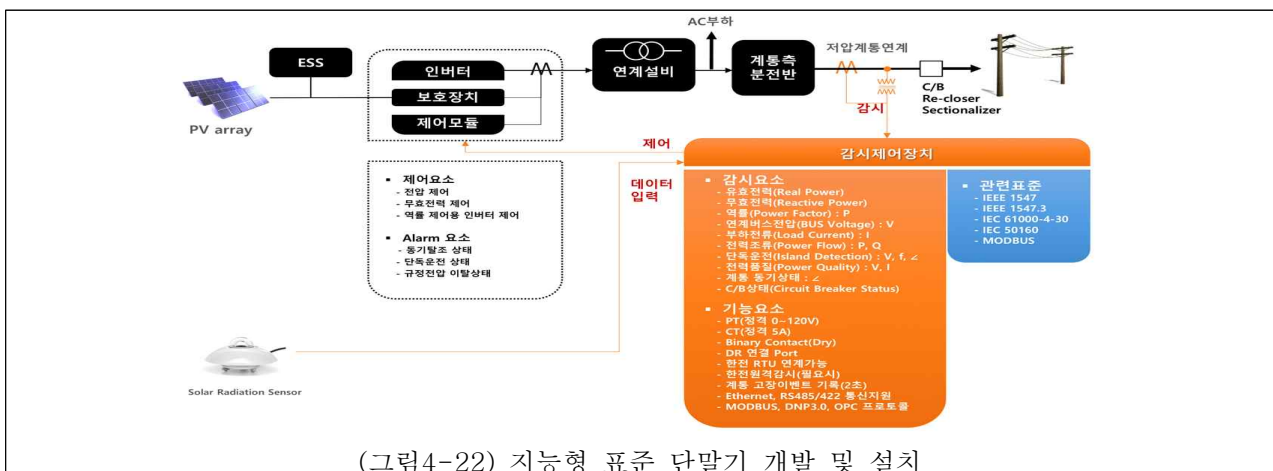 AC부하
ESS
인버터
보호장치
제어모듈
연계설비
계통측
분전반
저압계통연계
C/B
Re-closer
Sectionalizer
PV array
감시
제어
감시제어장치
데이터
입력
▪ 제어요소
- 전압 제어
- 무효전력 제어
- 역률 제어용 인버터 제어
▪ Alarm 요소
- 동기탈조 상태
- 단독운전 상태
- 규정전압 이탈상태
▪ 감시요소
- 유효전력(Real Power)
- 무효전력(Reactive Power)
- 역률(Power Factor) : P
- 연계버스전압(BUS Voltage) : V
- 부하전류(Load Current) : I
- 전력조류(Power Flow) : P, Q
- 단독운전(Island Detection) : V, f, ∠
- 전력품질(Power Quality) : V, I
- 계통 동기상태 : ∠
- C/B상태(Circuit Breaker Status)
▪ 기능요소
- PT(정격 0~120V)
- CT(정격 5A)
- Binary Contact(Dry)
- DR 연결 Port
- 한전 RTU 연계가능
- 한전원격감시(필요시)
- 계통 고장이벤트 기록(2초)
- Ethernet, RS485/422 통신지원
- MODBUS, DNP3.0, OPC 프로토콜
▪ 관련표준
- IEEE 1547
- IEEE 1547.3
- IEC 61000-4-30
- IEC 50160
- MODBUS
Solar Radiation Sensor
(그림4-22) 지능형 표준 단말기 개발 및 설치